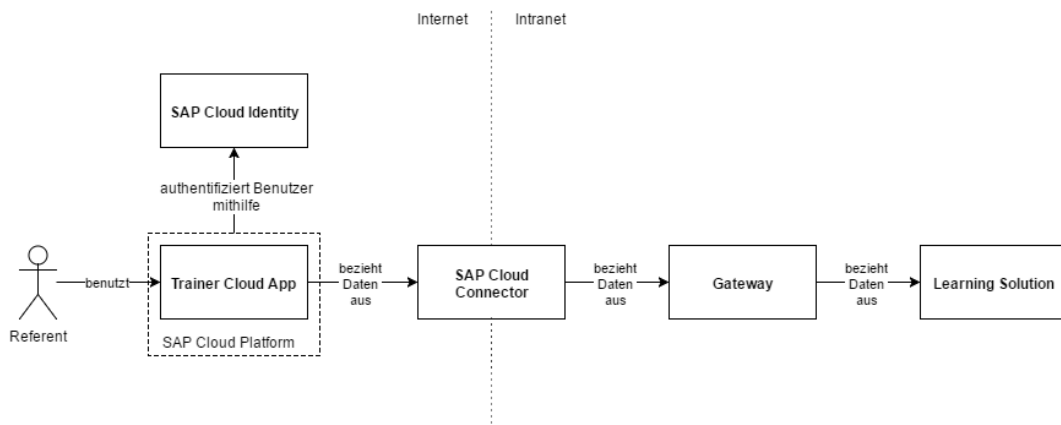 Internet
Intranet
SAP Cloud Identity
authentifiziert Benutzer
mithilfe
Referent
benutzt
Trainer Cloud App
SAP Cloud Platform
bezieht
Daten
aus
SAP Cloud
Connector
bezieht
Daten
aus
Gateway
bezieht
Daten
aus
Learning Solution